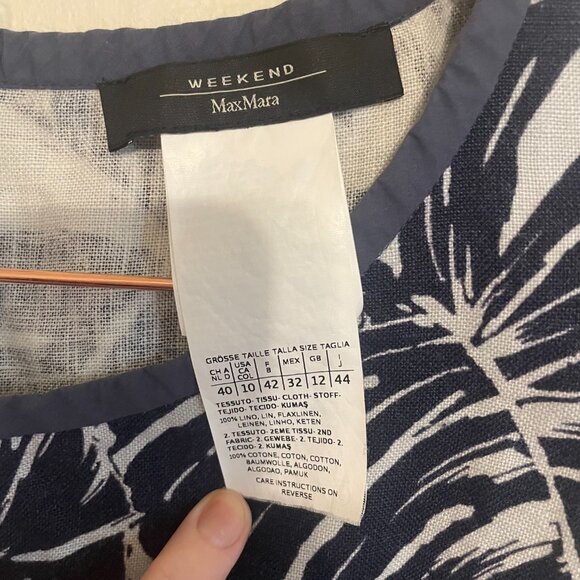 WEEKEND
MaxMara
GRÖSSE TAILLE TALLA SIZE TAGLIA
CH A NL D USA CA COL F B MEX GB I J
40 10 42 32 12 44
TESSUTO- TISSU- CLOTH- STOFF-
TEJIDO- TECIDO- KUMAŞ
100% LINO, LIN, FLAX,LINEN,
LEINEN, LINHO, KETEN
2. TESSUTO- 2EME TISSU-2ND
FABRIC- 2. GEWEBE- 2. TEJIDO- 2.
TECIDO- 2. KUMAŞ
100% COTONE, COTON, COTTON,
BAUMWOLLE, ALGODON,
ALGODAO, PAMUK
CARE INSTRUCTIONS ON
REVERSE